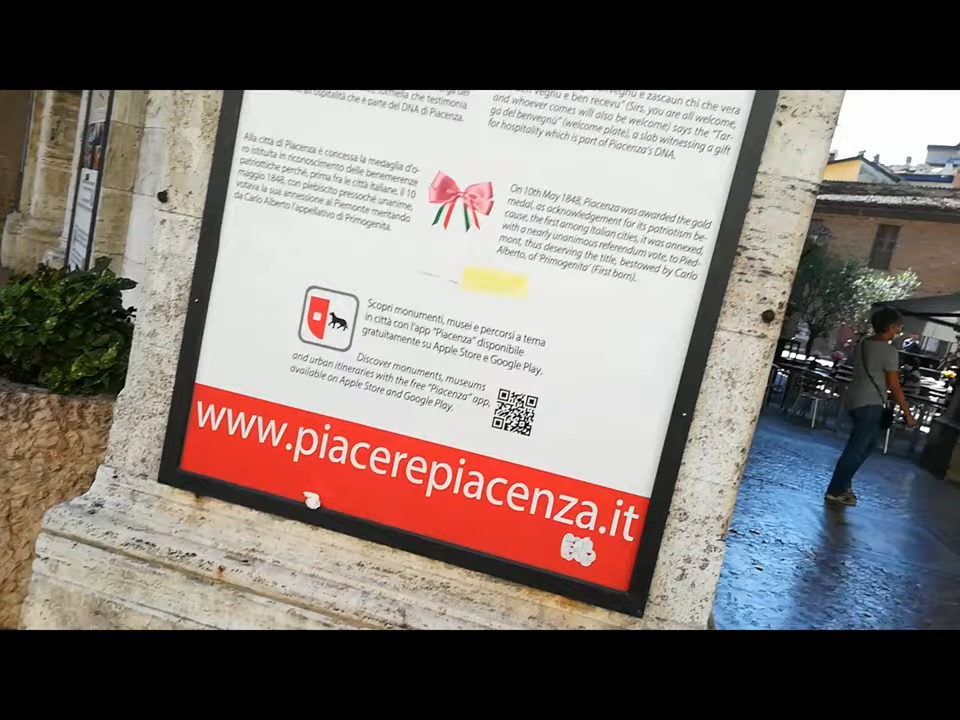 formella che testimonia
l'ospitalità che è parte del DNA di Piacenza.
vegnu e ben recevu" (Sirs, you are all welcome,
and whoever comes will also be welcome) says the "Tar-
ga del benvegnù" (welcome plate), a slab witnessing a gift
for hospitality which is part of Piacenza's DNA.
Alla città di Piacenza è concessa la medaglia d'o-
ro istituita in riconoscimento delle benemerenze
patriottiche perché, prima fra le città italiane, il 10
maggio 1848, con plebiscito pressoché unanime,
votava la sua annessione al Piemonte meritando
da Carlo Alberto l'appellativo di Primogenita.
On 10th May 1848, Piacenza was awarded the gold
medal, as acknowledgement for its patriotism be-
cause, the first among Italian cities, it was annexed,
with a nearly unanimous referendum vote, to Pied-
mont, thus deserving the title, bestowed by Carlo
Alberto, of 'Primogenita' (First born).
Scopri monumenti, musei e percorsi a tema
in città con l'app "Piacenza" disponibile
gratuitamente su Apple Store e Google Play.
Discover monuments, museums
and urban itineraries with the free "Piacenza" app,
available on Apple Store and Google Play.
www.piacerepiacenza.it